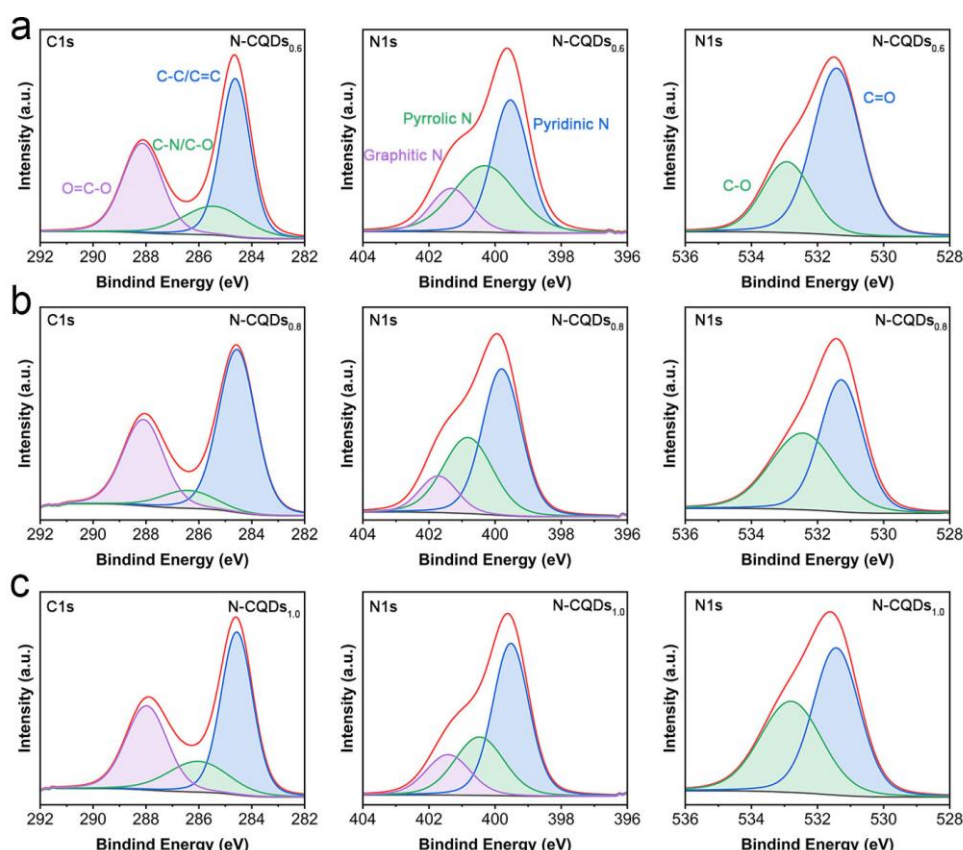 a
C1s N-CQDs0.6
C-C/C=C
C-N/C-O
O=C-O
Intensity (a.u.)
292 290 288 286 284 282
Bindind Energy (eV)
N1s N-CQDs0.6
Pyrrolic N
Pyridinic N
Graphitic N
Intensity (a.u.)
404 402 400 398 396
Bindind Energy (eV)
N1s N-CQDs0.6
C=O
C-O
Intensity (a.u.)
536 534 532 530 528
Bindind Energy (eV)
b
C1s N-CQDs0.8
Intensity (a.u.)
292 290 288 286 284 282
Bindind Energy (eV)
N1s N-CQDs0.8
Intensity (a.u.)
404 402 400 398 396
Bindind Energy (eV)
N1s N-CQDs0.8
Intensity (a.u.)
536 534 532 530 528
Bindind Energy (eV)
c
C1s N-CQDs1.0
Intensity (a.u.)
292 290 288 286 284 282
Bindind Energy (eV)
N1s N-CQDs1.0
Intensity (a.u.)
404 402 400 398 396
Bindind Energy (eV)
N1s N-CQDs1.0
Intensity (a.u.)
536 534 532 530 528
Bindind Energy (eV)